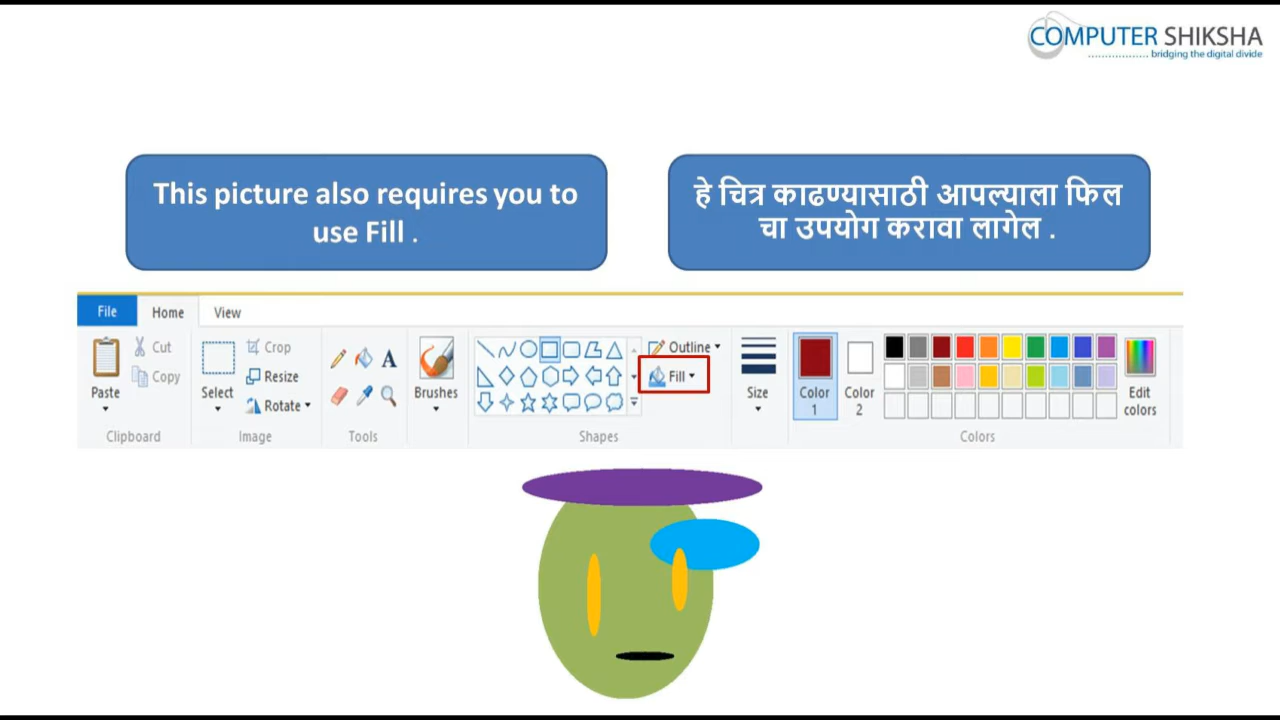 COMPUTER SHIKSHA
bridging the digital divide
This picture also requires you to
use Fill .
हे चित्र काढण्यासाठी आपल्याला फिल
चा उपयोग करावा लागेल .
File Home View
Cut
Copy
Paste
Clipboard
Crop
Resize
Rotate
Select
Image
A
Tools
Brushes
Outline
Fill
Shapes
Size
Color
1
Color
2
Edit
colors
Colors